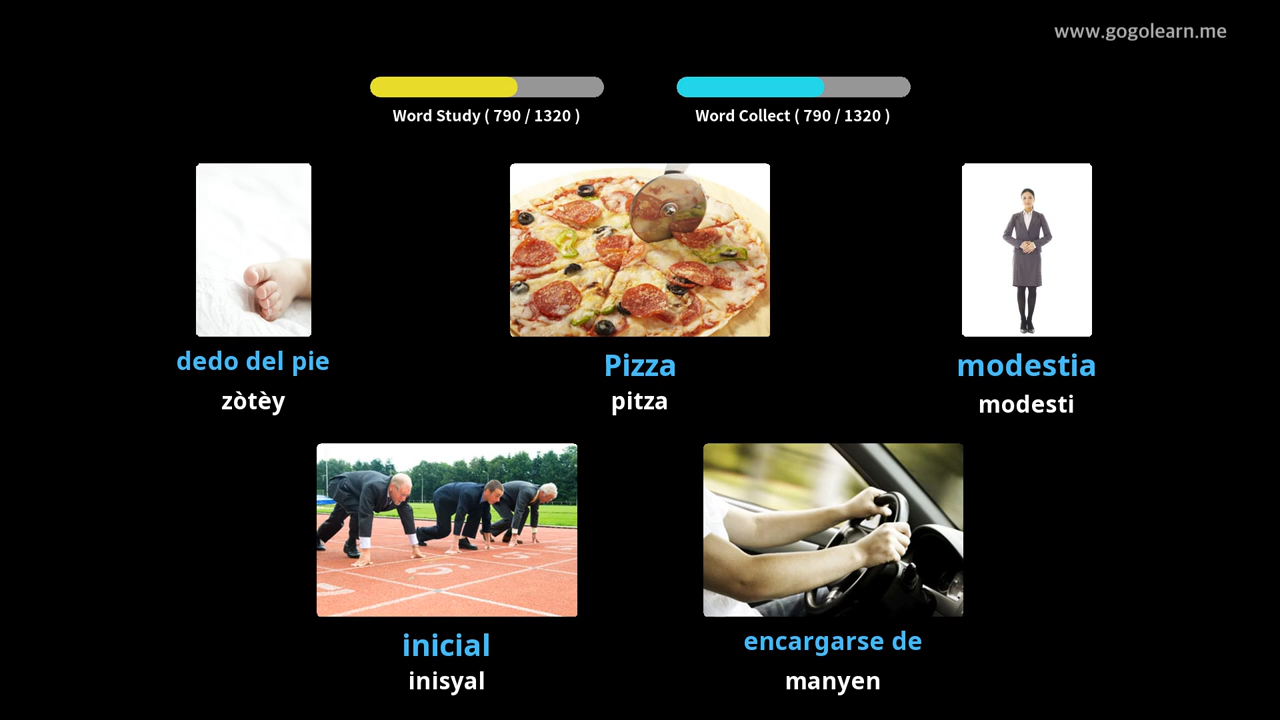 www.gogolearn.me
Word Study ( 790 / 1320 )
Word Collect ( 790 / 1320 )
dedo del pie
zòtèy
Pizza
pitza
modestia
modesti
inicial
inisyal
encargarse de
manyen